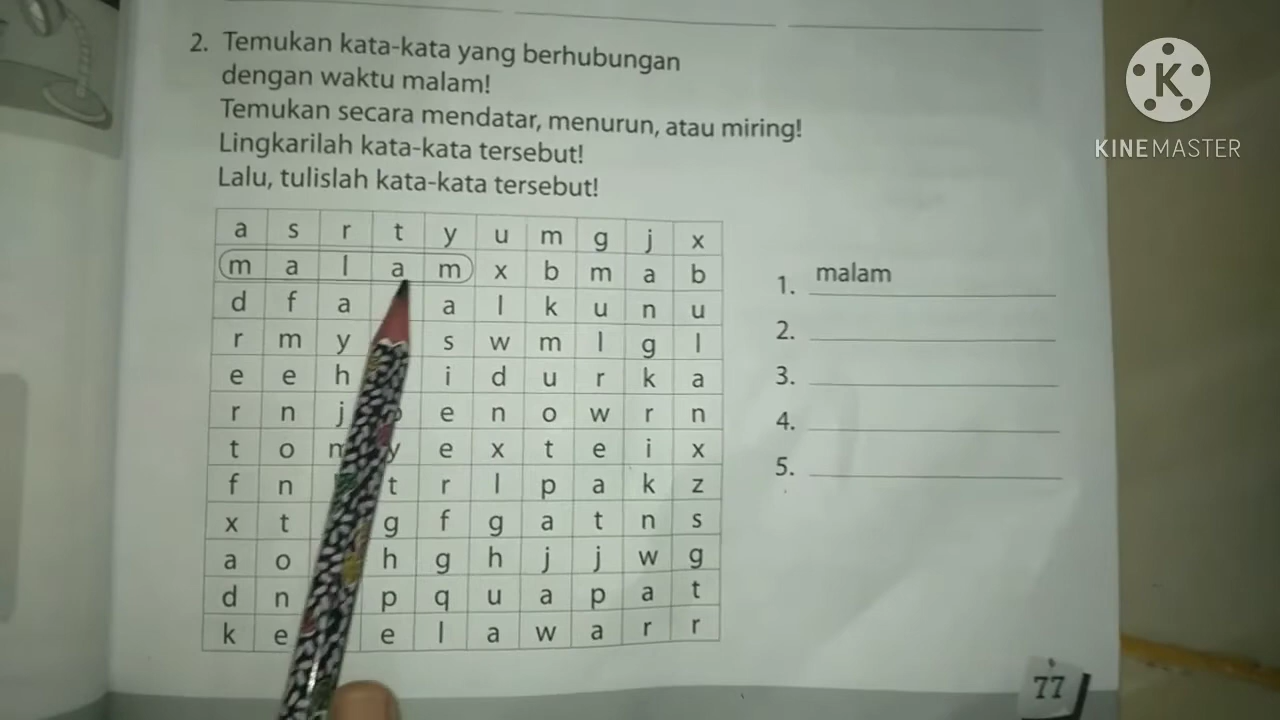 2. Temukan kata-kata yang berhubungan
dengan waktu malam!
Temukan secara mendatar, menurun, atau miring!
Lingkarilah kata-kata tersebut!
Lalu, tulislah kata-kata tersebut!
a s r t y u m g j x
m a l a m x b m a b
d f a a l k u n u
r m y s w m l g l
e e h i d u r k a
r n j e n o w r n
t o y e x t e i x
f n t r l p a k z
x t g f g a t n s
a o h g h j j w g
d n p q u a p a t
k e e l a w a r r
1. malam
2.
3.
4.
5.
77
K
KINEMASTER